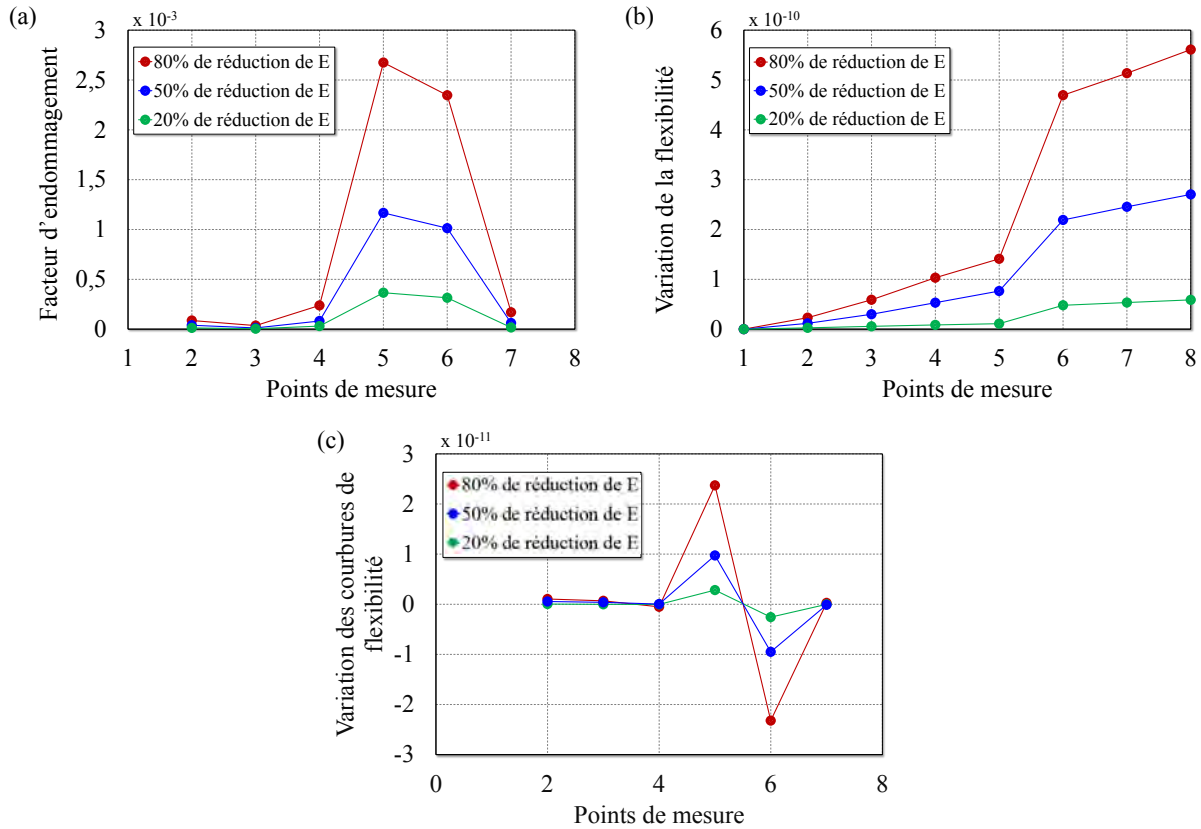 (a)
x 10-3
Facteur d'endommagement
3
2,5
2
1,5
1
0,5
0
80% de réduction de E
50% de réduction de E
20% de réduction de E
1 2 3 4 5 6 7 8
Points de mesure
(b)
x 10-10
Variation de la flexibilité
6
5
4
3
2
1
0
80% de réduction de E
50% de réduction de E
20% de réduction de E
1 2 3 4 5 6 7 8
Points de mesure
(c)
x 10-11
Variation des courbures de
flexibilité
3
2
1
0
-1
-2
-3
80% de réduction de E
50% de réduction de E
20% de réduction de E
0 2 4 6 8
Points de mesure